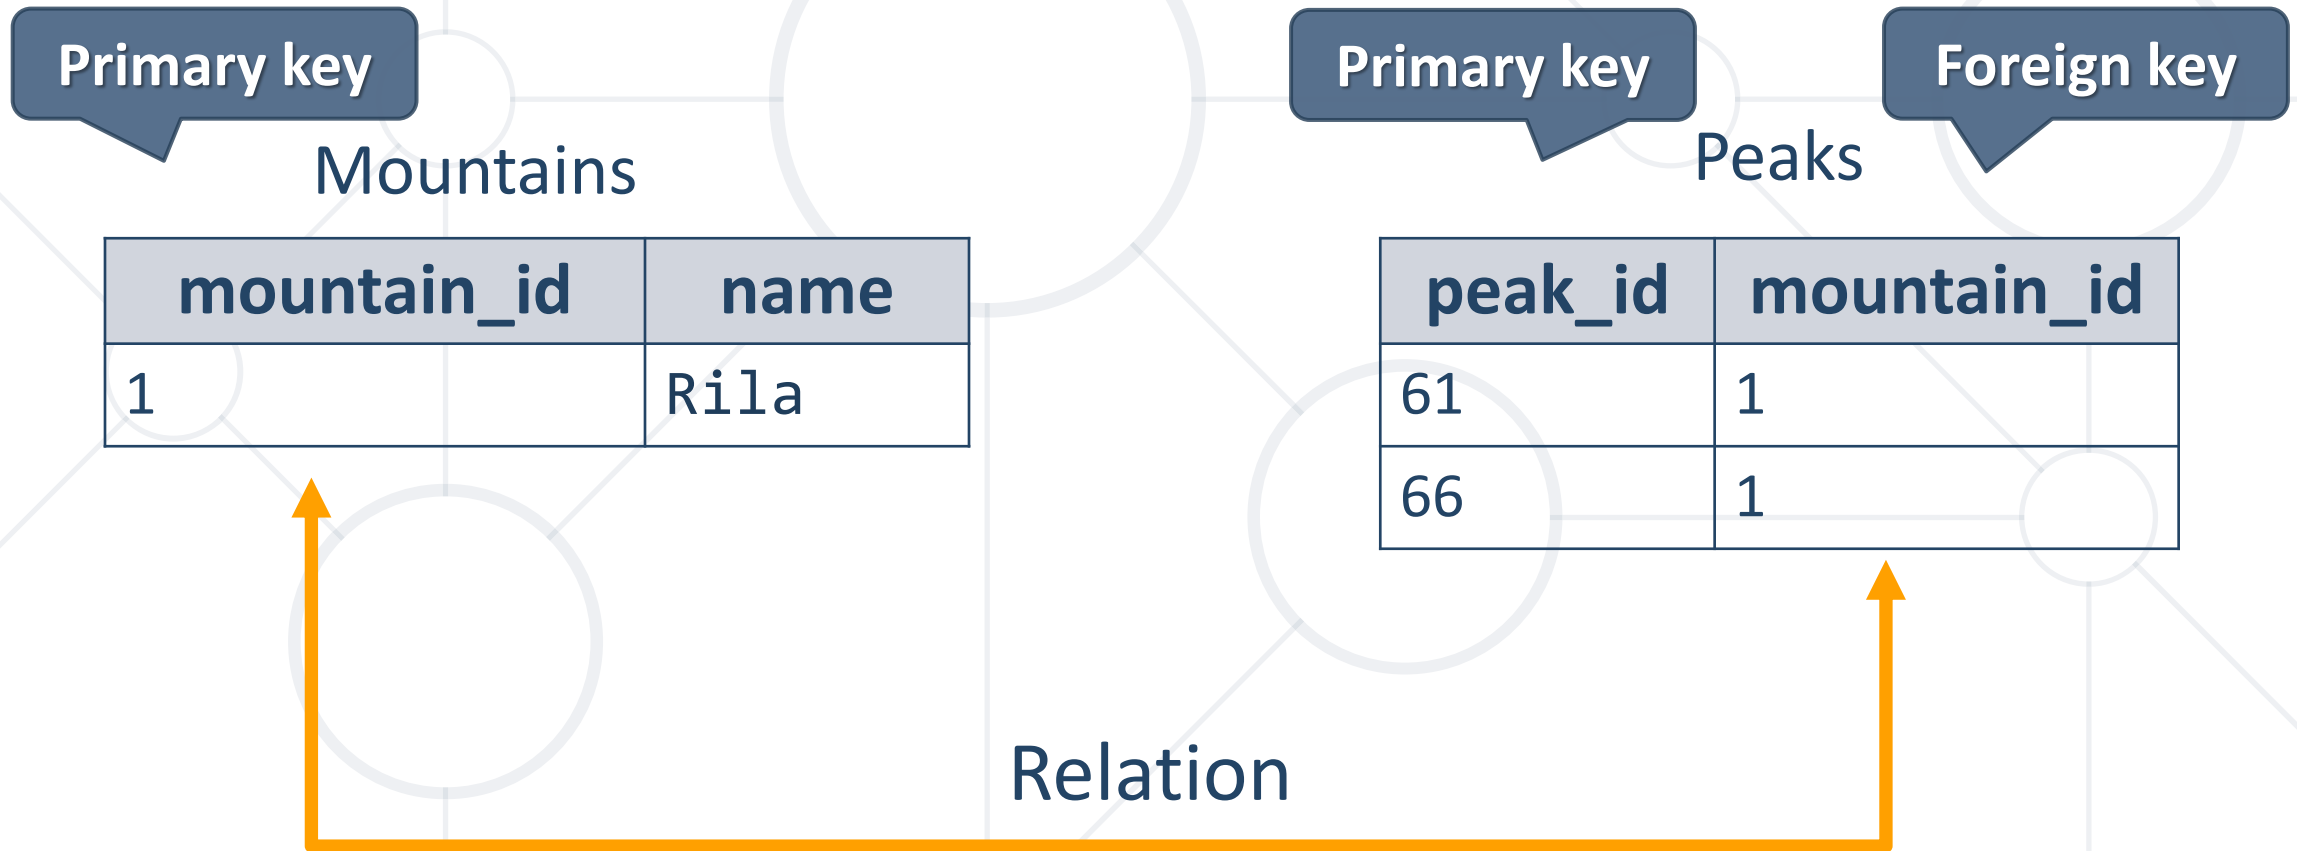 Primary key
Primary key
Foreign key
Mountains
Peaks
mountain_id name
1 Rila
peak_id mountain_id
61 1
66 1
Relation